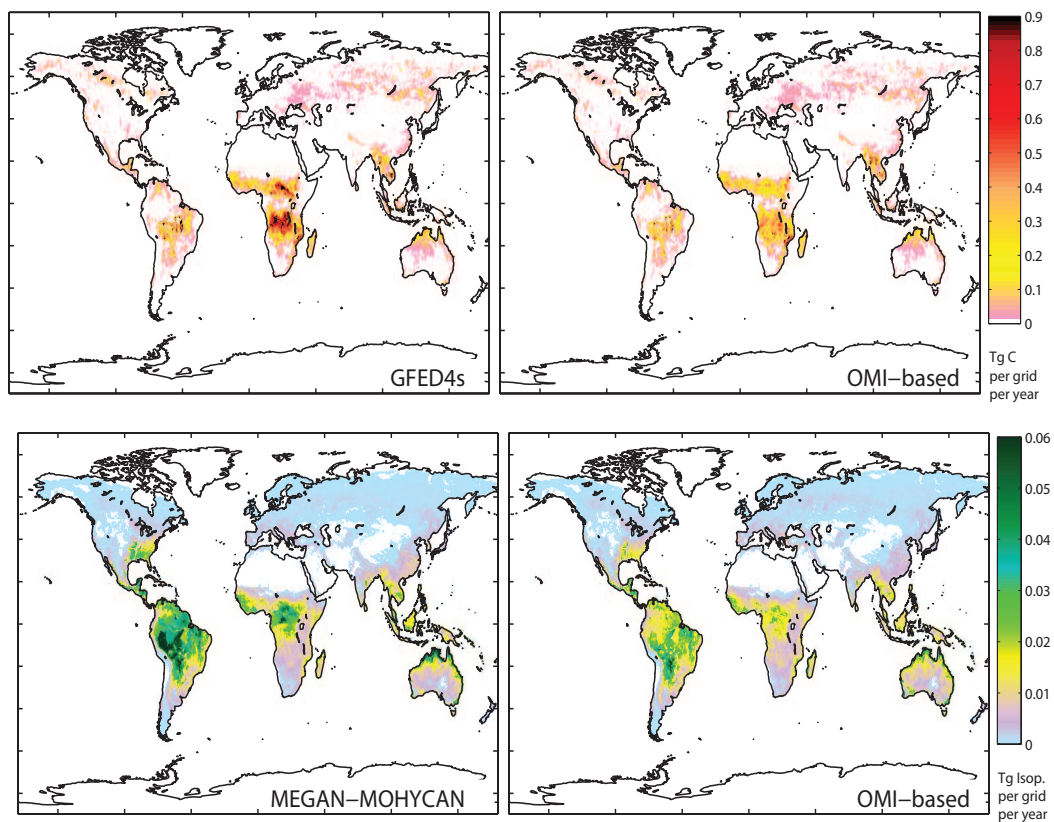 GFED4s
OMI–based
0.9
0.8
0.7
0.6
0.5
0.4
0.3
0.2
0.1
0.05
0
Tg C
per grid
per year
MEGAN–MOHYCAN
OMI–based
0.06
0.05
0.04
0.03
0.02
0.01
0
Tg Isop.
per grid
per year